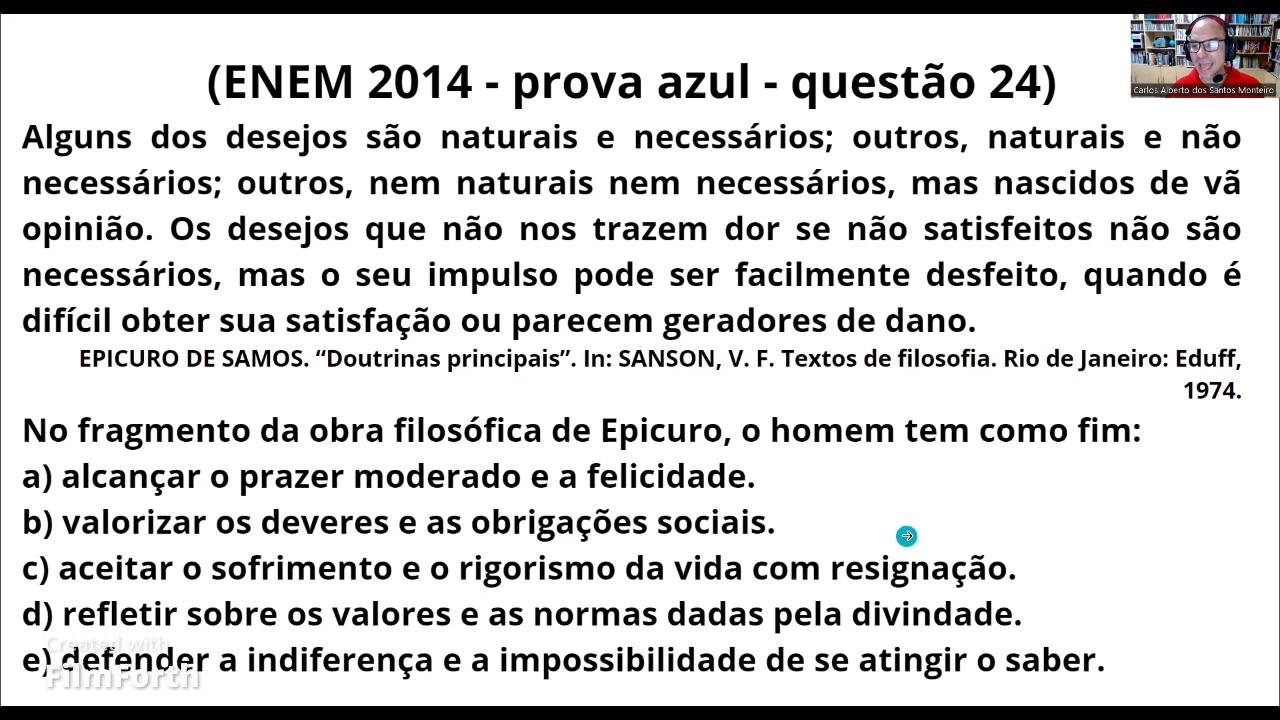 Carlos Alberto dos Santos Monteiro
(ENEM 2014 - prova azul - questão 24)
Alguns dos desejos são naturais e necessários; outros, naturais e não
necessários; outros, nem naturais nem necessários, mas nascidos de vã
opinião. Os desejos que não nos trazem dor se não satisfeitos não são
necessários, mas o seu impulso pode ser facilmente desfeito, quando é
difícil obter sua satisfação ou parecem geradores de dano.
EPICURO DE SAMOS. “Doutrinas principais”. In: SANSON, V. F. Textos de filosofia. Rio de Janeiro: Eduff,
1974.
No fragmento da obra filosófica de Epicuro, o homem tem como fim:
a) alcançar o prazer moderado e a felicidade.
b) valorizar os deveres e as obrigações sociais.
c) aceitar o sofrimento e o rigorismo da vida com resignação.
d) refletir sobre os valores e as normas dadas pela divindade.
Created with
e) defender a indiferença e a impossibilidade de se atingir o saber.
FilmForth